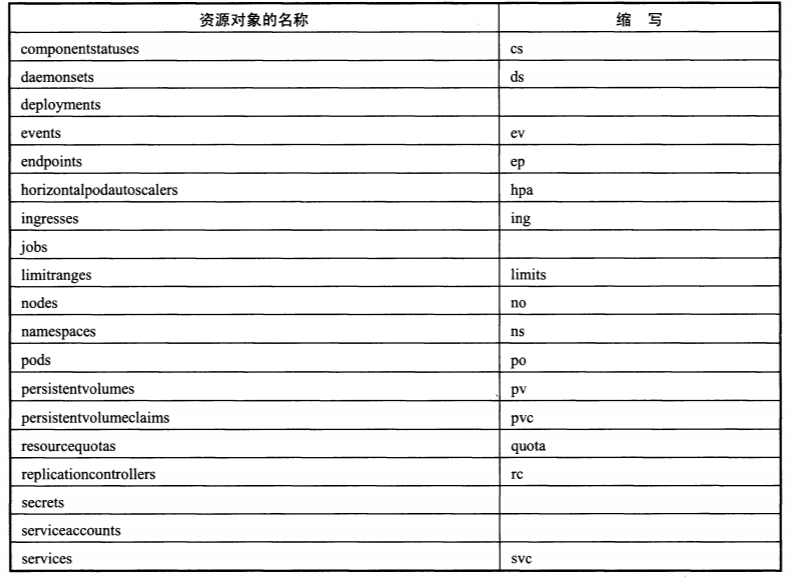 资源对象的名称 缩 写
componentstatuses cs
daemonsets ds
deployments
events ev
endpoints ep
horizontalpodautoscalers hpa
ingresses ing
jobs
limitranges limits
nodes no
namespaces ns
pods po
persistentvolumes pv
persistentvolumeclaims pvc
resourcequotas quota
replicationcontrollers rc
secrets
serviceaccounts
services svc